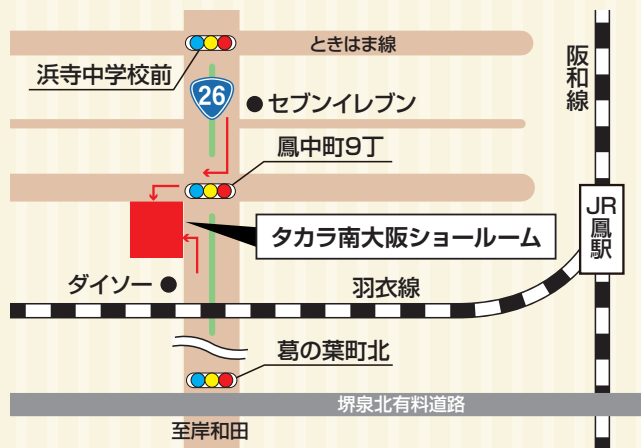 ときはま線
浜寺中学校前
阪和線
26
セブンイレブン
鳳中町9丁
JR鳳駅
タカラ南大阪ショールーム
ダイソー
羽衣線
葛の葉町北
堺泉北有料道路
至岸和田